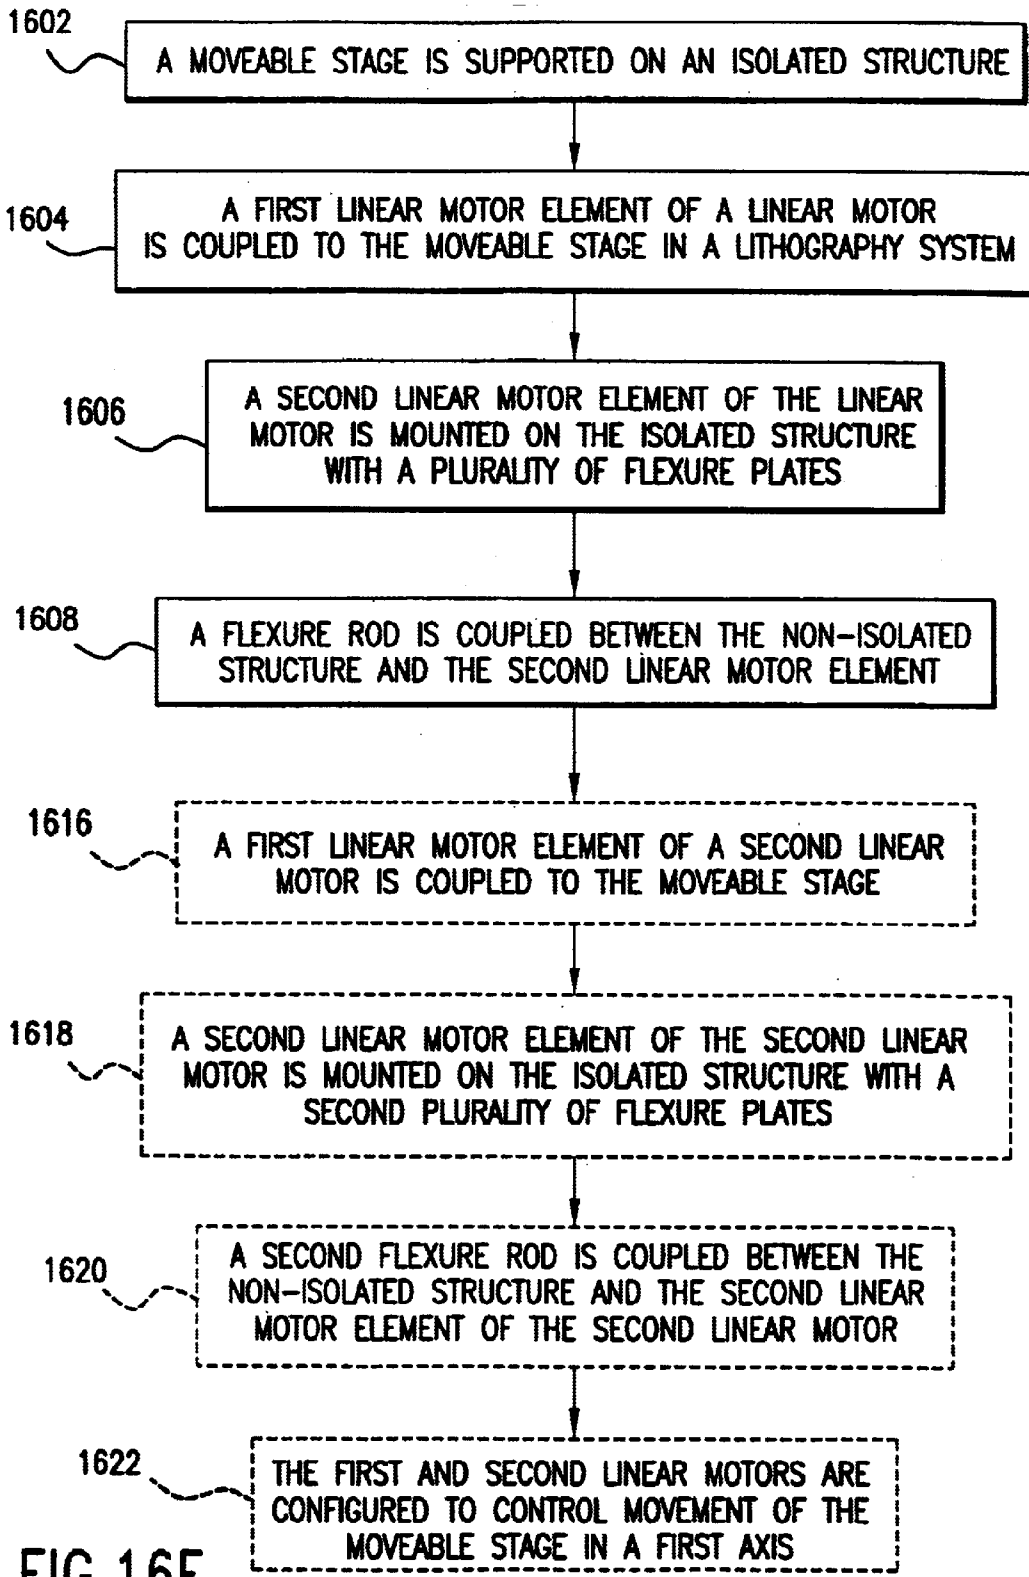 1602
A MOVEABLE STAGE IS SUPPORTED ON AN ISOLATED STRUCTURE
1604
A FIRST LINEAR MOTOR ELEMENT OF A LINEAR MOTOR
IS COUPLED TO THE MOVEABLE STAGE IN A LITHOGRAPHY SYSTEM
1606
A SECOND LINEAR MOTOR ELEMENT OF THE LINEAR
MOTOR IS MOUNTED ON THE ISOLATED STRUCTURE
WITH A PLURALITY OF FLEXURE PLATES
1608
A FLEXURE ROD IS COUPLED BETWEEN THE NON-ISOLATED
STRUCTURE AND THE SECOND LINEAR MOTOR ELEMENT
1616
A FIRST LINEAR MOTOR ELEMENT OF A SECOND LINEAR
MOTOR IS COUPLED TO THE MOVEABLE STAGE
1618
A SECOND LINEAR MOTOR ELEMENT OF THE SECOND LINEAR
MOTOR IS MOUNTED ON THE ISOLATED STRUCTURE WITH A
SECOND PLURALITY OF FLEXURE PLATES
1620
A SECOND FLEXURE ROD IS COUPLED BETWEEN THE
NON-ISOLATED STRUCTURE AND THE SECOND LINEAR
MOTOR ELEMENT OF THE SECOND LINEAR MOTOR
1622
THE FIRST AND SECOND LINEAR MOTORS ARE
CONFIGURED TO CONTROL MOVEMENT OF THE
MOVEABLE STAGE IN A FIRST AXIS
FIG.16F